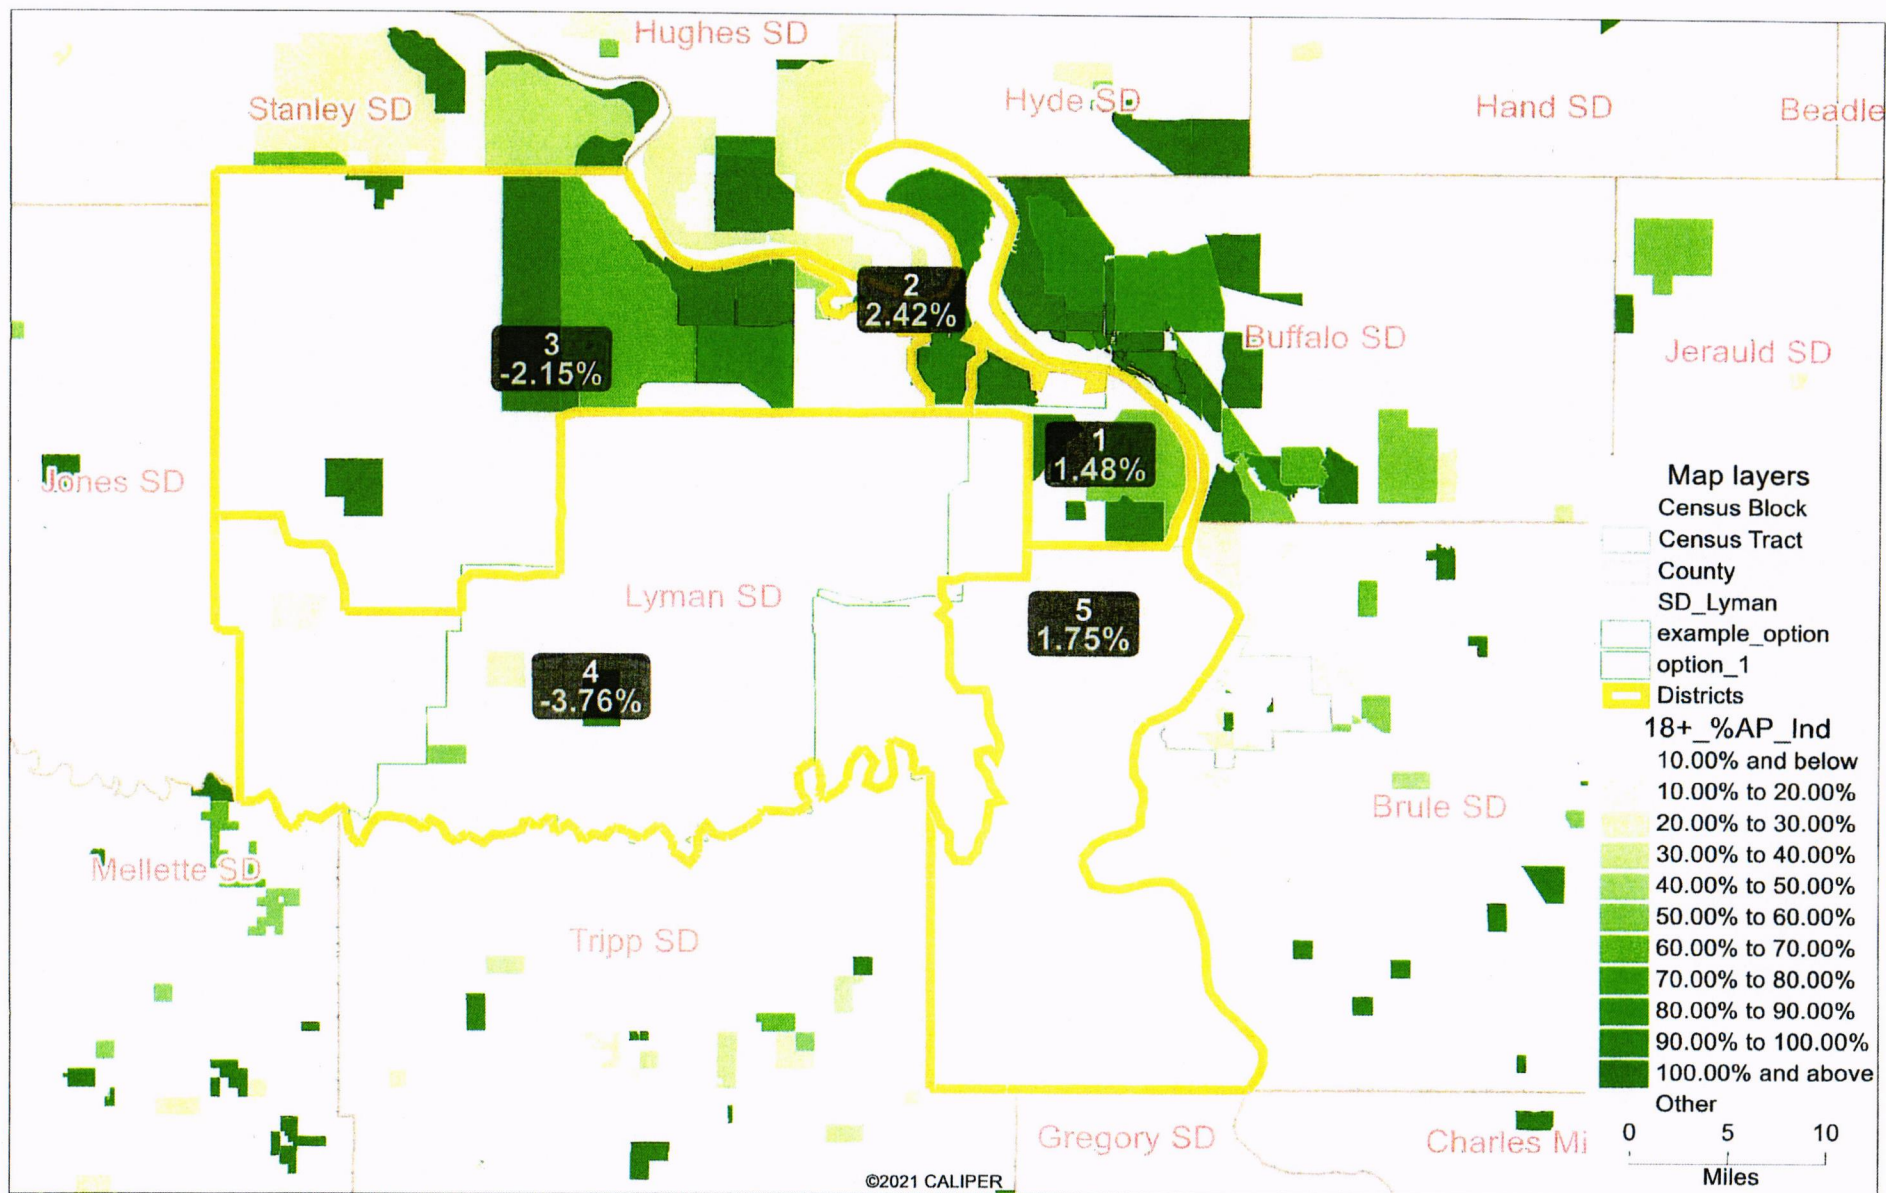 Hughes SD
Stanley SD
Hyde SD
Hand SD
Beadle
2
2.42%
3
-2.15%
Buffalo SD
Jerauld SD
1
1.48%
Jones SD
Lyman SD
5
1.75%
4
-3.76%
Brule SD
Mellette SD
Tripp SD
Gregory SD
Charles Mi
©2021 CALIPER
Map layers
Census Block
Census Tract
County
SD_Lyman
example_option
option_1
Districts
18+_%AP_Ind
10.00% and below
10.00% to 20.00%
20.00% to 30.00%
30.00% to 40.00%
40.00% to 50.00%
50.00% to 60.00%
60.00% to 70.00%
70.00% to 80.00%
80.00% to 90.00%
90.00% to 100.00%
100.00% and above
Other
0 5 10
Miles